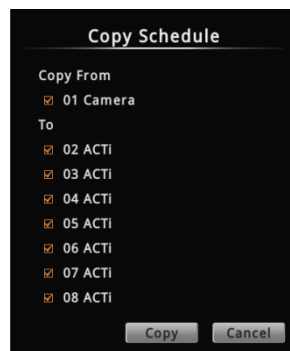 Copy Schedule
Copy From
01 Camera
To
02 ACTi
03 ACTi
04 ACTi
05 ACTi
06 ACTi
07 ACTi
08 ACTi
Copy Cancel